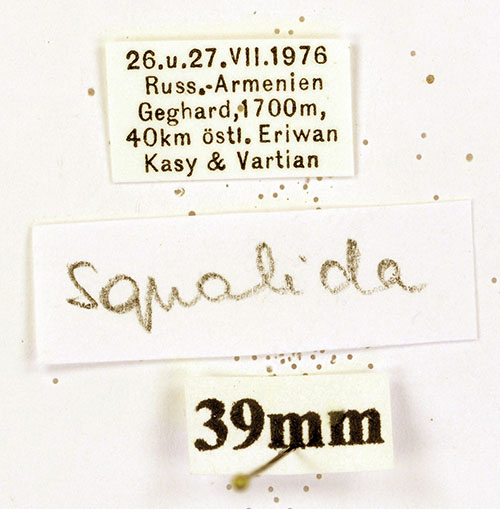 26.u.27.VII.1976
Russ.-Armenien
Geghard,1700m,
40km östl. Eriwan
Kasy & Vartian
squalida
39mm